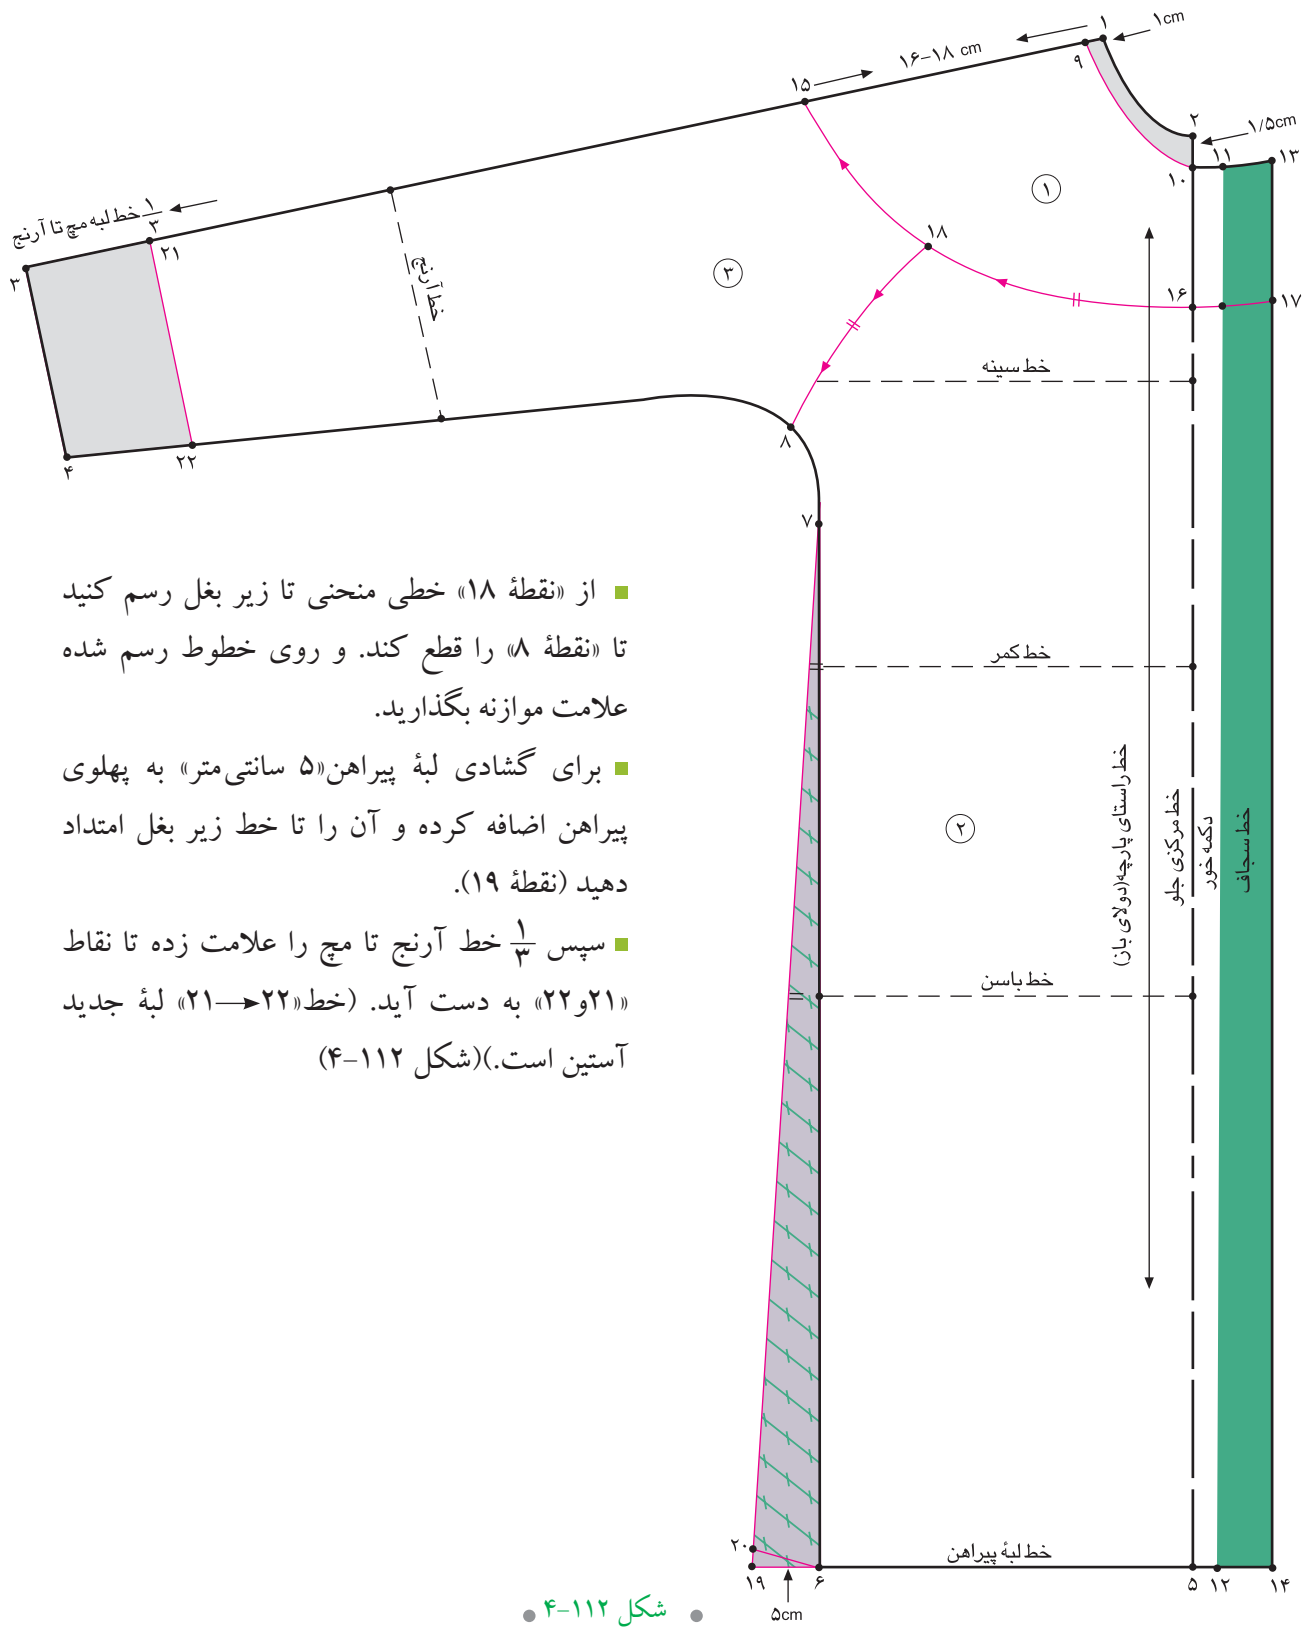 ۱
۱cm
۹
۱۶–۱۸ cm
۱۵
۲
۱/۵cm
۱۱
۱۳
۱۰
۱
۱۸
۳
۱۶
۱۷
۱/۳ خط لبه مچ تا آرنج
۲۱
۳
خط آرنج
خط سینه
۸
۲۲
۴
۷
■ از «نقطهٔ ۱۸» خطی منحنی تا زیر بغل رسم کنید
تا «نقطهٔ ۸» را قطع کند. و روی خطوط رسم شده
علامت موازنه بگذارید.
■ برای گشادی لبهٔ پیراهن«۵ سانتی‌متر» به پهلوی
پیراهن اضافه کرده و آن را تا خط زیر بغل امتداد
دهید (نقطهٔ ۱۹).
■ سپس ۱/۳ خط آرنج تا مچ را علامت زده تا نقاط
«۲۱و۲۲» به دست آید. (خط«۲۲←۲۱» لبهٔ جدید
آستین است.)(شکل ۱۱۲–۴)
خط کمر
۲
خط راستای پارچه(دولای باز)
خط مرکزی جلو
دکمه خور
خط سجاف
خط باسن
خط لبهٔ پیراهن
۲۰
۱۹
۶
۵
۱۲
۱۴
۵cm
شکل ۱۱۲–۴